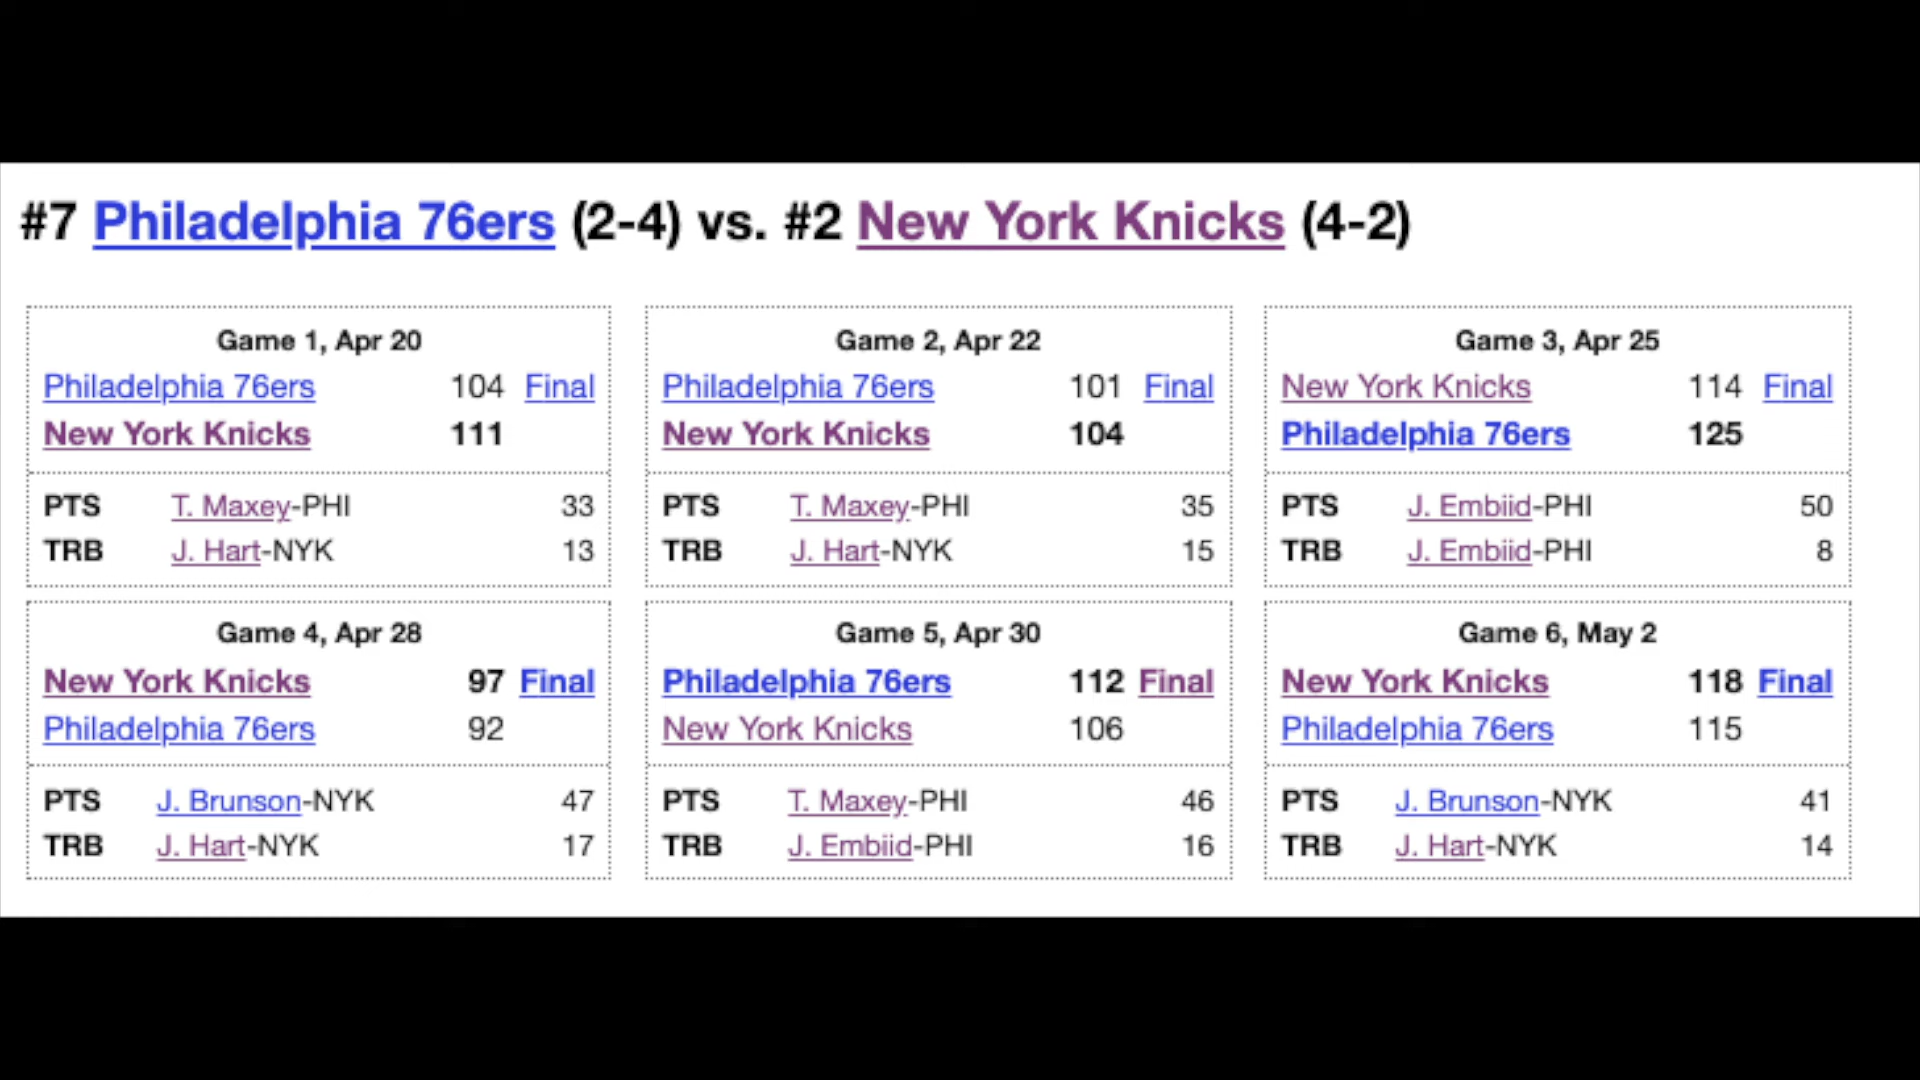 #7 Philadelphia 76ers (2-4) vs. #2 New York Knicks (4-2)
Game 1, Apr 20
Philadelphia 76ers 104 Final
New York Knicks 111
PTS T. Maxey-PHI 33
TRB J. Hart-NYK 13
Game 2, Apr 22
Philadelphia 76ers 101 Final
New York Knicks 104
PTS T. Maxey-PHI 35
TRB J. Hart-NYK 15
Game 3, Apr 25
New York Knicks 114 Final
Philadelphia 76ers 125
PTS J. Embiid-PHI 50
TRB J. Embiid-PHI 8
Game 4, Apr 28
New York Knicks 97 Final
Philadelphia 76ers 92
PTS J. Brunson-NYK 47
TRB J. Hart-NYK 17
Game 5, Apr 30
Philadelphia 76ers 112 Final
New York Knicks 106
PTS T. Maxey-PHI 46
TRB J. Embiid-PHI 16
Game 6, May 2
New York Knicks 118 Final
Philadelphia 76ers 115
PTS J. Brunson-NYK 41
TRB J. Hart-NYK 14